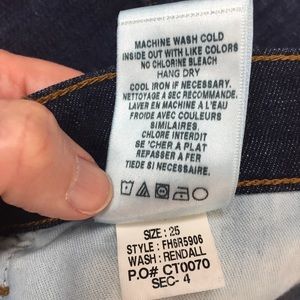 MACHINE WASH COLD
INSIDE OUT WITH LIKE COLORS
NO CHLORINE BLEACH
HANG DRY
COOL IRON IF NECESSARY.
NETTOYAGE A SEC RECOMMANDE.
LAVER EN MACHINE A L'EAU
FROIDE AVEC COULEURS
SIMILAIRES.
CHLORE INTERDIT
SE 'CHER A PLAT
REPASSER A FER
TIEDE SI NECESSAIRE.
SIZE : 25
STYLE : FH6R5906
WASH : RENDALL
P.O# CT0070
SEC- 4